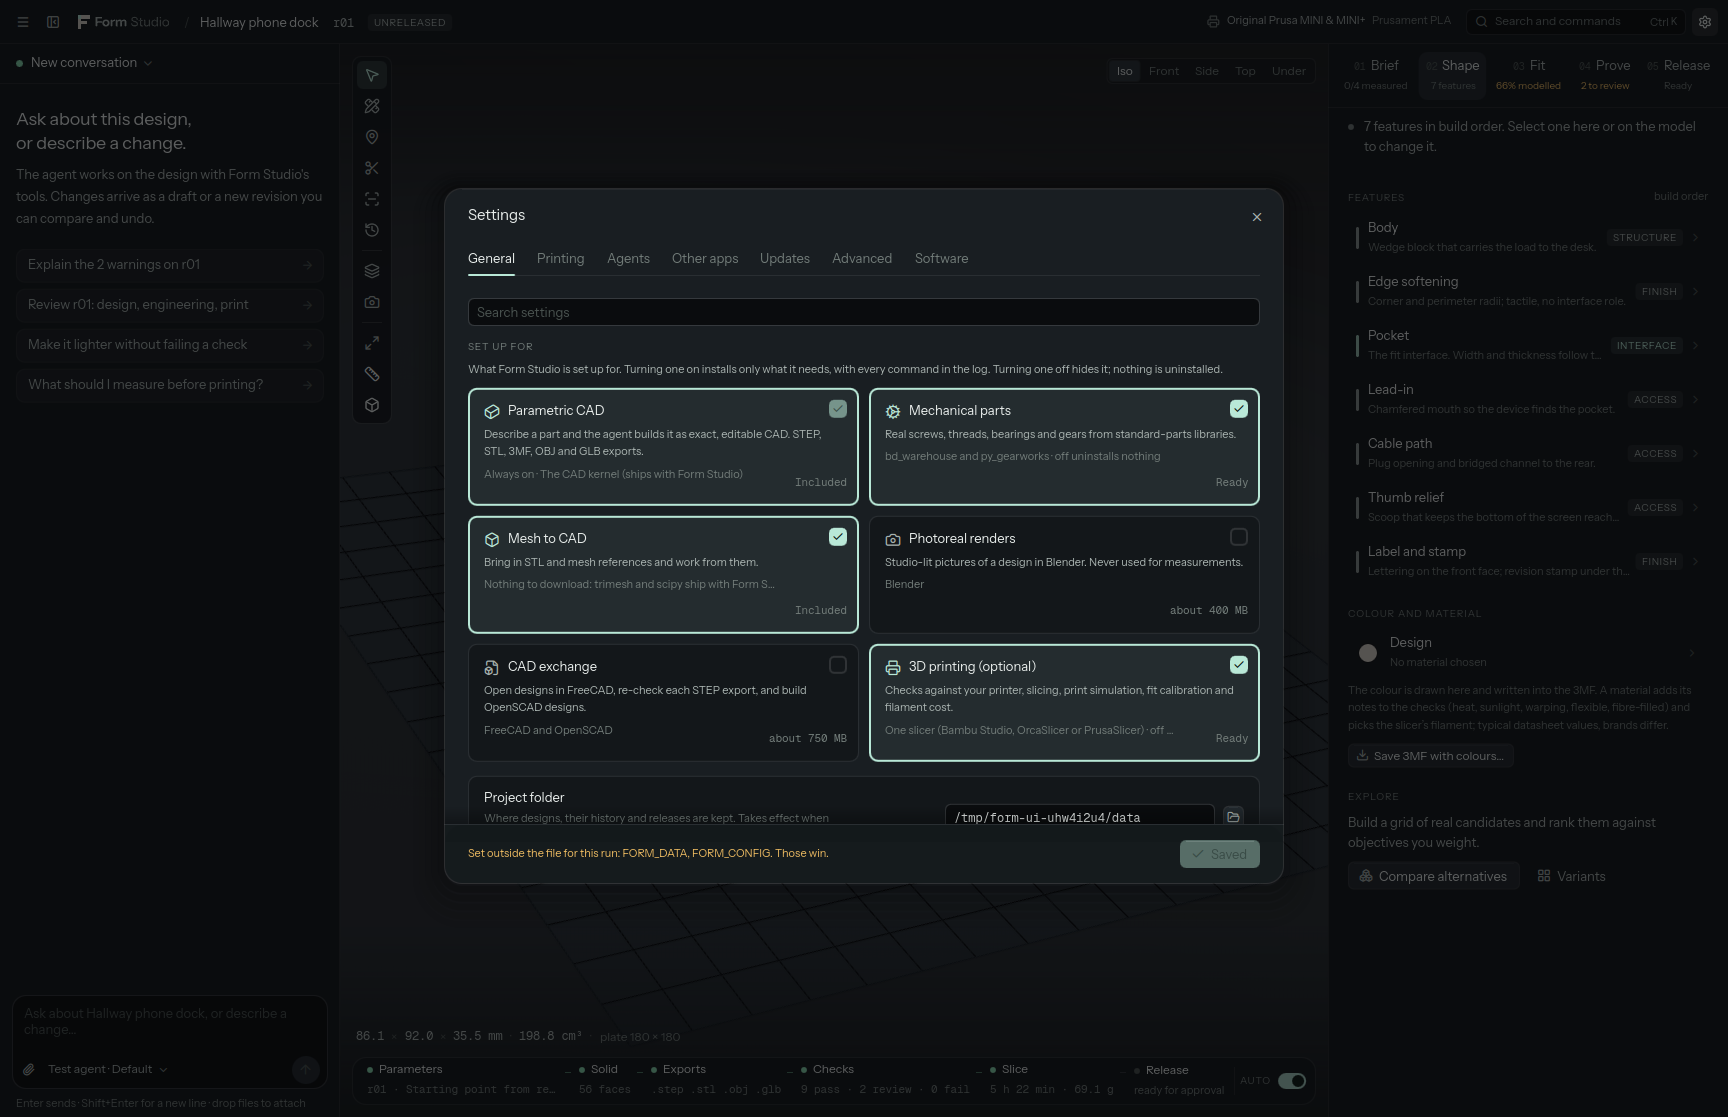 Form Studio / Hallway phone dock r01 UNRELEASED
Original Prusa MINI & MINI+ Prusament PLA
Search and commands Ctrl K
New conversation
Ask about this design,
or describe a change.
The agent works on the design with Form Studio's
tools. Changes arrive as a draft or a new revision you
can compare and undo.
Explain the 2 warnings on r01
Review r01: design, engineering, print
Make it lighter without failing a check
What should I measure before printing?
Ask about Hallway phone dock, or describe a
change...
Test agent · Default
Enter sends · Shift+Enter for a new line · drop files to attach
Iso Front Side Top Under
Settings
General Printing Agents Other apps Updates Advanced Software
Search settings
SET UP FOR
What Form Studio is set up for. Turning one on installs only what it needs, with every command in the log. Turning one off hides it; nothing is uninstalled.
Parametric CAD
Describe a part and the agent builds it as exact, editable CAD. STEP,
STL, 3MF, OBJ and GLB exports.
Always on · The CAD kernel (ships with Form Studio)
Included
Mechanical parts
Real screws, threads, bearings and gears from standard-parts libraries.
bd_warehouse and py_gearworks · off uninstalls nothing
Ready
Mesh to CAD
Bring in STL and mesh references and work from them.
Nothing to download: trimesh and scipy ship with Form S...
Included
Photoreal renders
Studio-lit pictures of a design in Blender. Never used for measurements.
Blender
about 400 MB
CAD exchange
Open designs in FreeCAD, re-check each STEP export, and build
OpenSCAD designs.
FreeCAD and OpenSCAD
about 750 MB
3D printing (optional)
Checks against your printer, slicing, print simulation, fit calibration and
filament cost.
One slicer (Bambu Studio, OrcaSlicer or PrusaSlicer) · off ...
Ready
Project folder
Where designs, their history and releases are kept. Takes effect when
/tmp/form-ui-uhw4i2u4/data
Set outside the file for this run: FORM_DATA, FORM_CONFIG. Those win.
Saved
86.1 × 92.0 × 35.5 mm · 198.8 cm³ · plate 180 × 180
Parameters
r01 · Starting point from re...
Solid
56 faces
Exports
.step .stl .obj .glb
Checks
9 pass · 2 review · 0 fail
Slice
5 h 22 min · 69.1 g
Release
ready for approval
AUTO
01 Brief
0/4 measured
02 Shape
7 features
03 Fit
66% modelled
04 Prove
2 to review
05 Release
Ready
7 features in build order. Select one here or on the model
to change it.
FEATURES build order
Body
Wedge block that carries the load to the desk.
STRUCTURE
Edge softening
Corner and perimeter radii; tactile, no interface role.
FINISH
Pocket
The fit interface. Width and thickness follow t...
INTERFACE
Lead-in
Chamfered mouth so the device finds the pocket.
ACCESS
Cable path
Plug opening and bridged channel to the rear.
ACCESS
Thumb relief
Scoop that keeps the bottom of the screen reach...
ACCESS
Label and stamp
Lettering on the front face; revision stamp under th...
FINISH
COLOUR AND MATERIAL
Design
No material chosen
The colour is drawn here and written into the 3MF. A material adds its
notes to the checks (heat, sunlight, warping, flexible, fibre-filled) and
picks the slicer's filament; typical datasheet values, brands differ.
Save 3MF with colours...
EXPLORE
Build a grid of real candidates and rank them against
objectives you weight.
Compare alternatives Variants